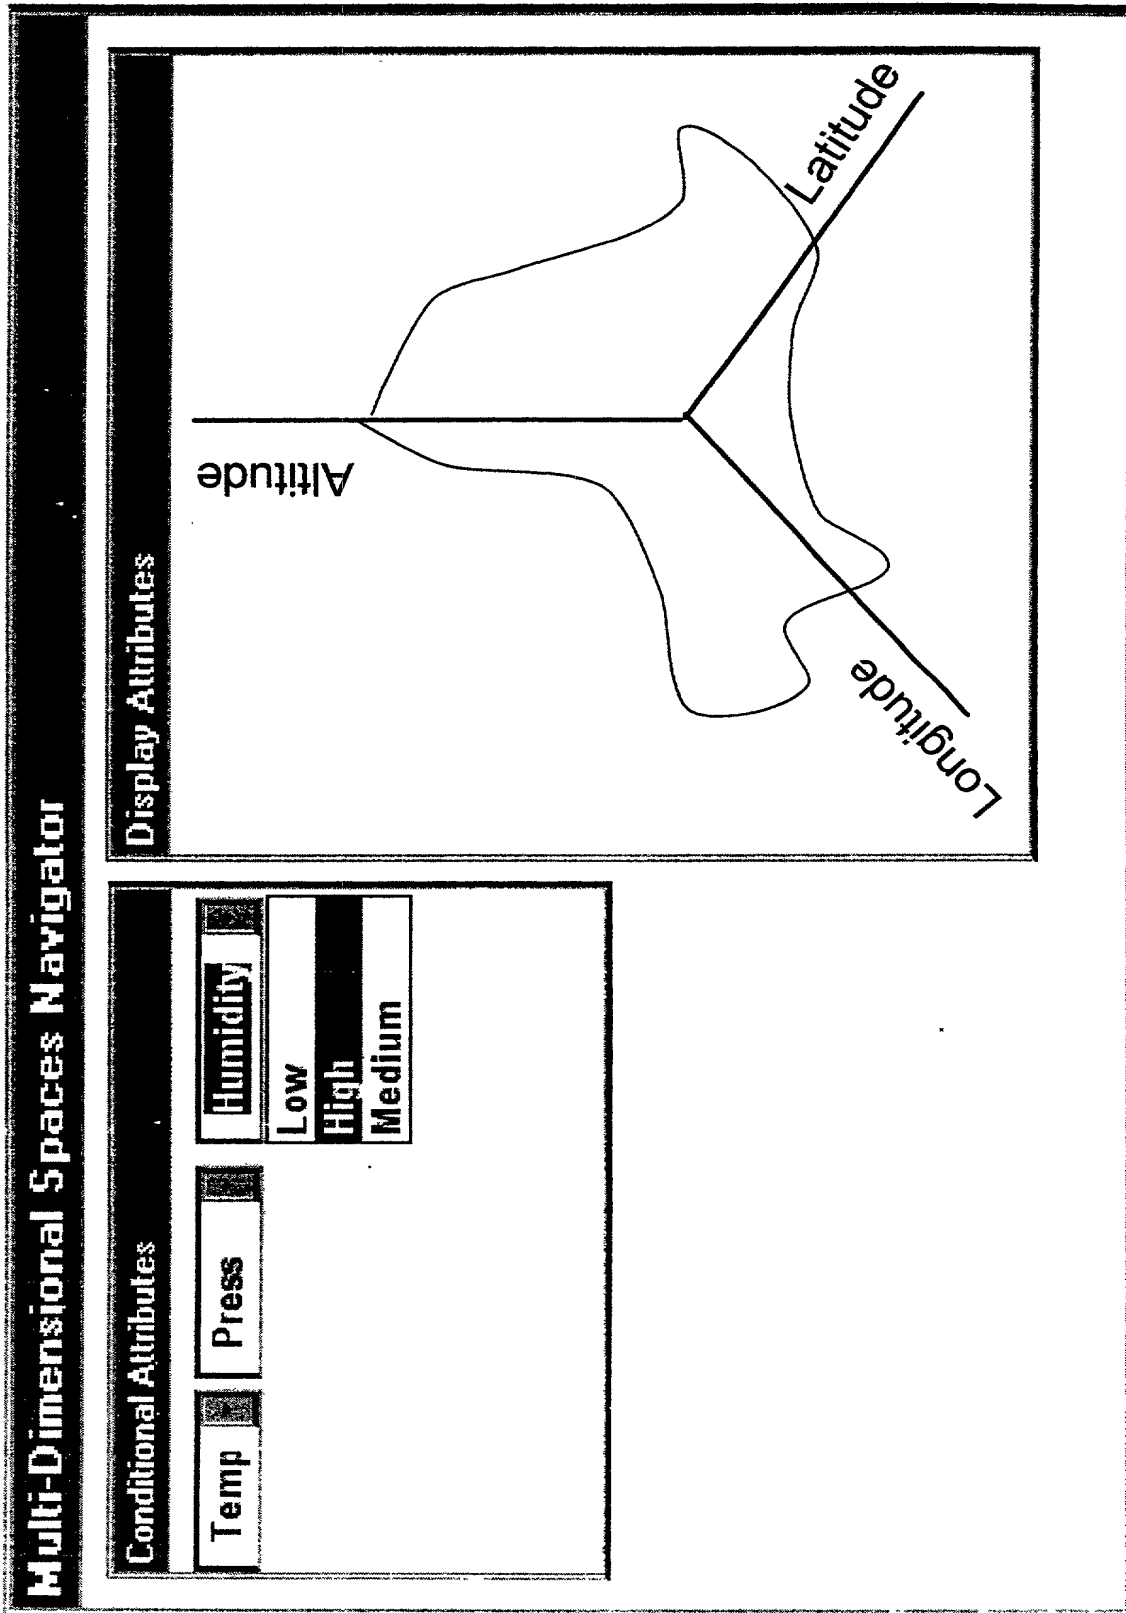 Multi-Dimensional Spaces Navigator
Conditional Attributes
Temp
Press
Humidity
Low
High
Medium
Display Attributes
Altitude
Latitude
Longitude